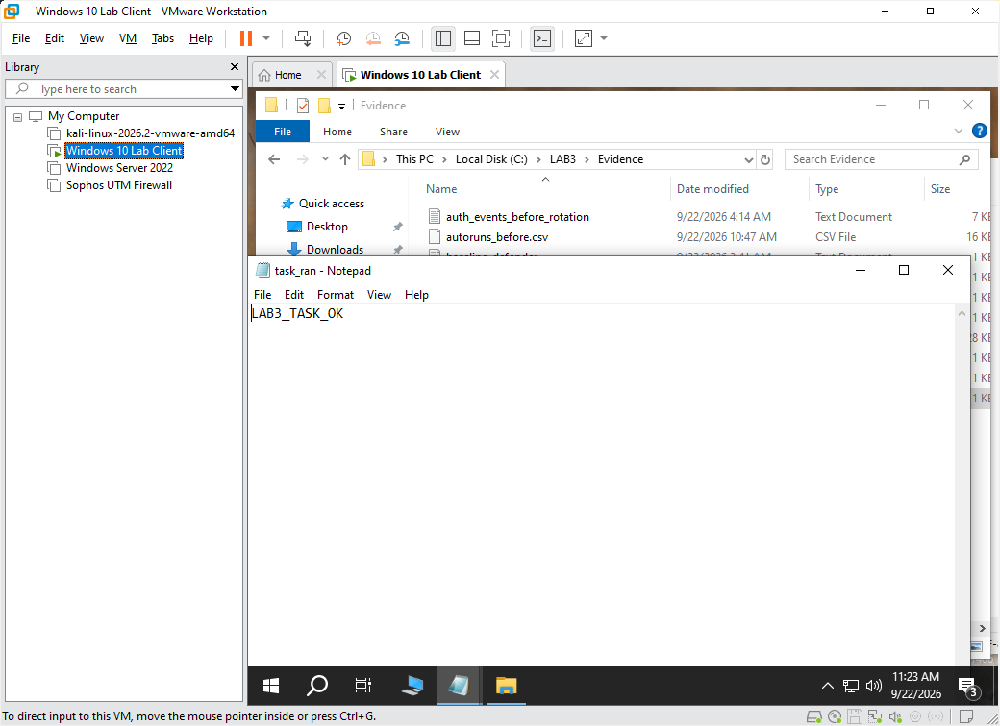 Windows 10 Lab Client - VMware Workstation
File Edit View VM Tabs Help
Library
Type here to search
My Computer
kali-linux-2026.2-vmware-amd64
Windows 10 Lab Client
Windows Server 2022
Sophos UTM Firewall
Home
Windows 10 Lab Client
Evidence
File Home Share View
This PC > Local Disk (C:) > LAB3 > Evidence
Search Evidence
Name Date modified Type Size
Quick access
Desktop
Downloads
auth_events_before_rotation 9/22/2026 4:14 AM Text Document 7 KB
autoruns_before.csv 9/22/2026 10:47 AM CSV File 16 KB
task_ran - Notepad
File Edit Format View Help
LAB3_TASK_OK
11:23 AM
9/22/2026
3
To direct input to this VM, move the mouse pointer inside or press Ctrl+G.